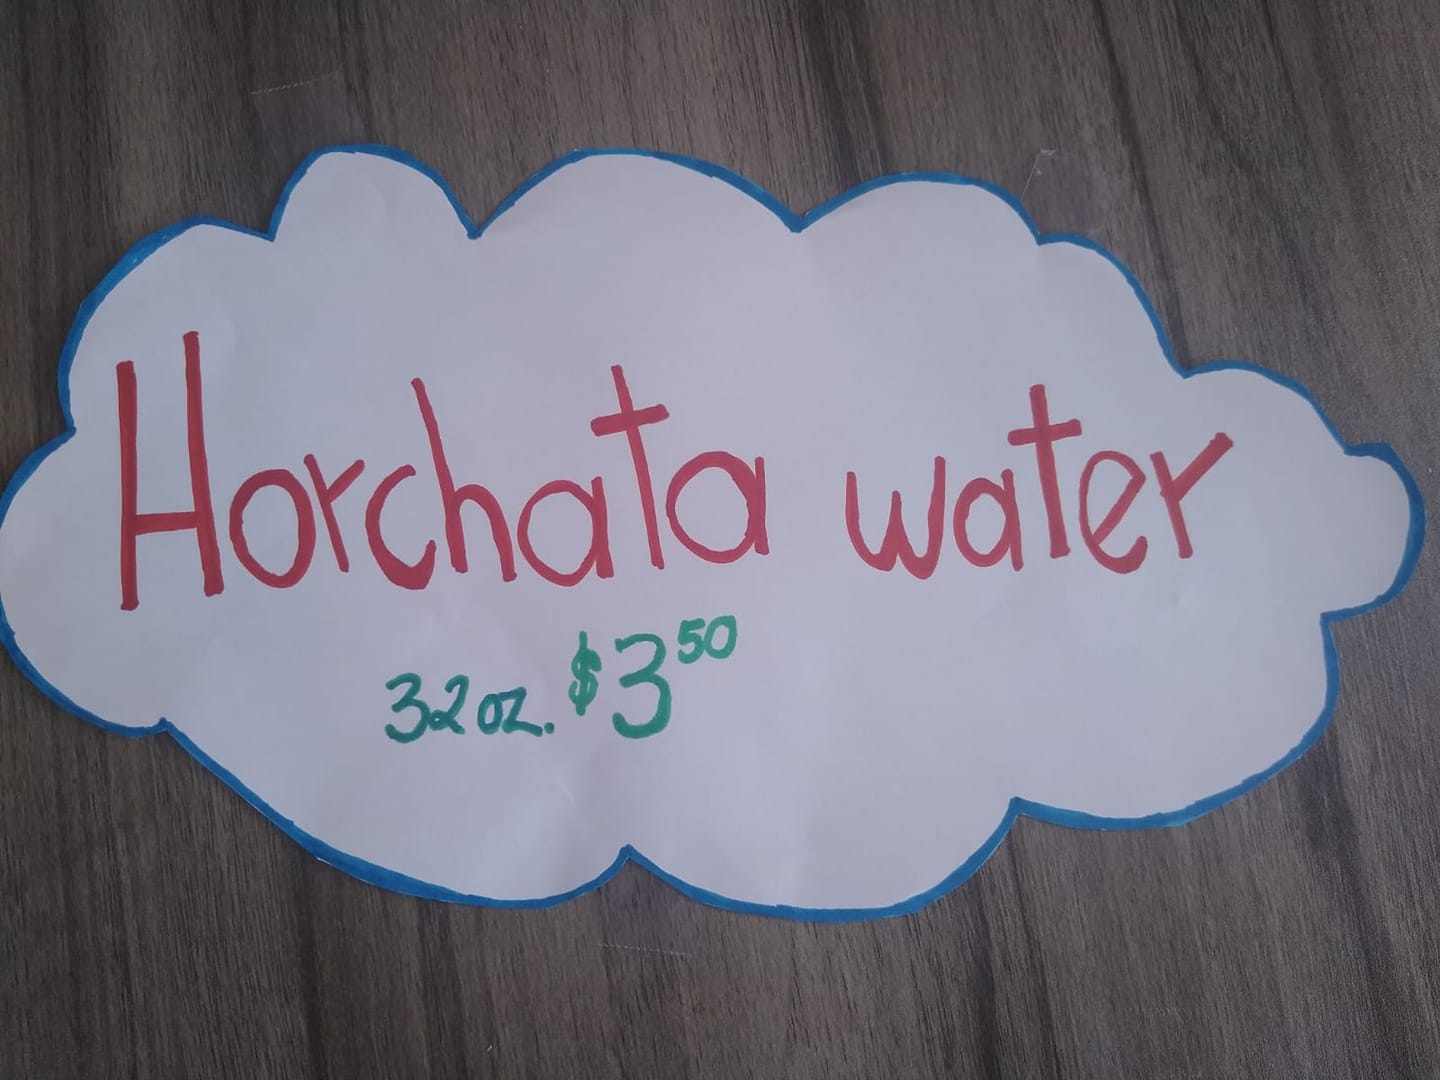 Horchata water
32 oz. $3 50